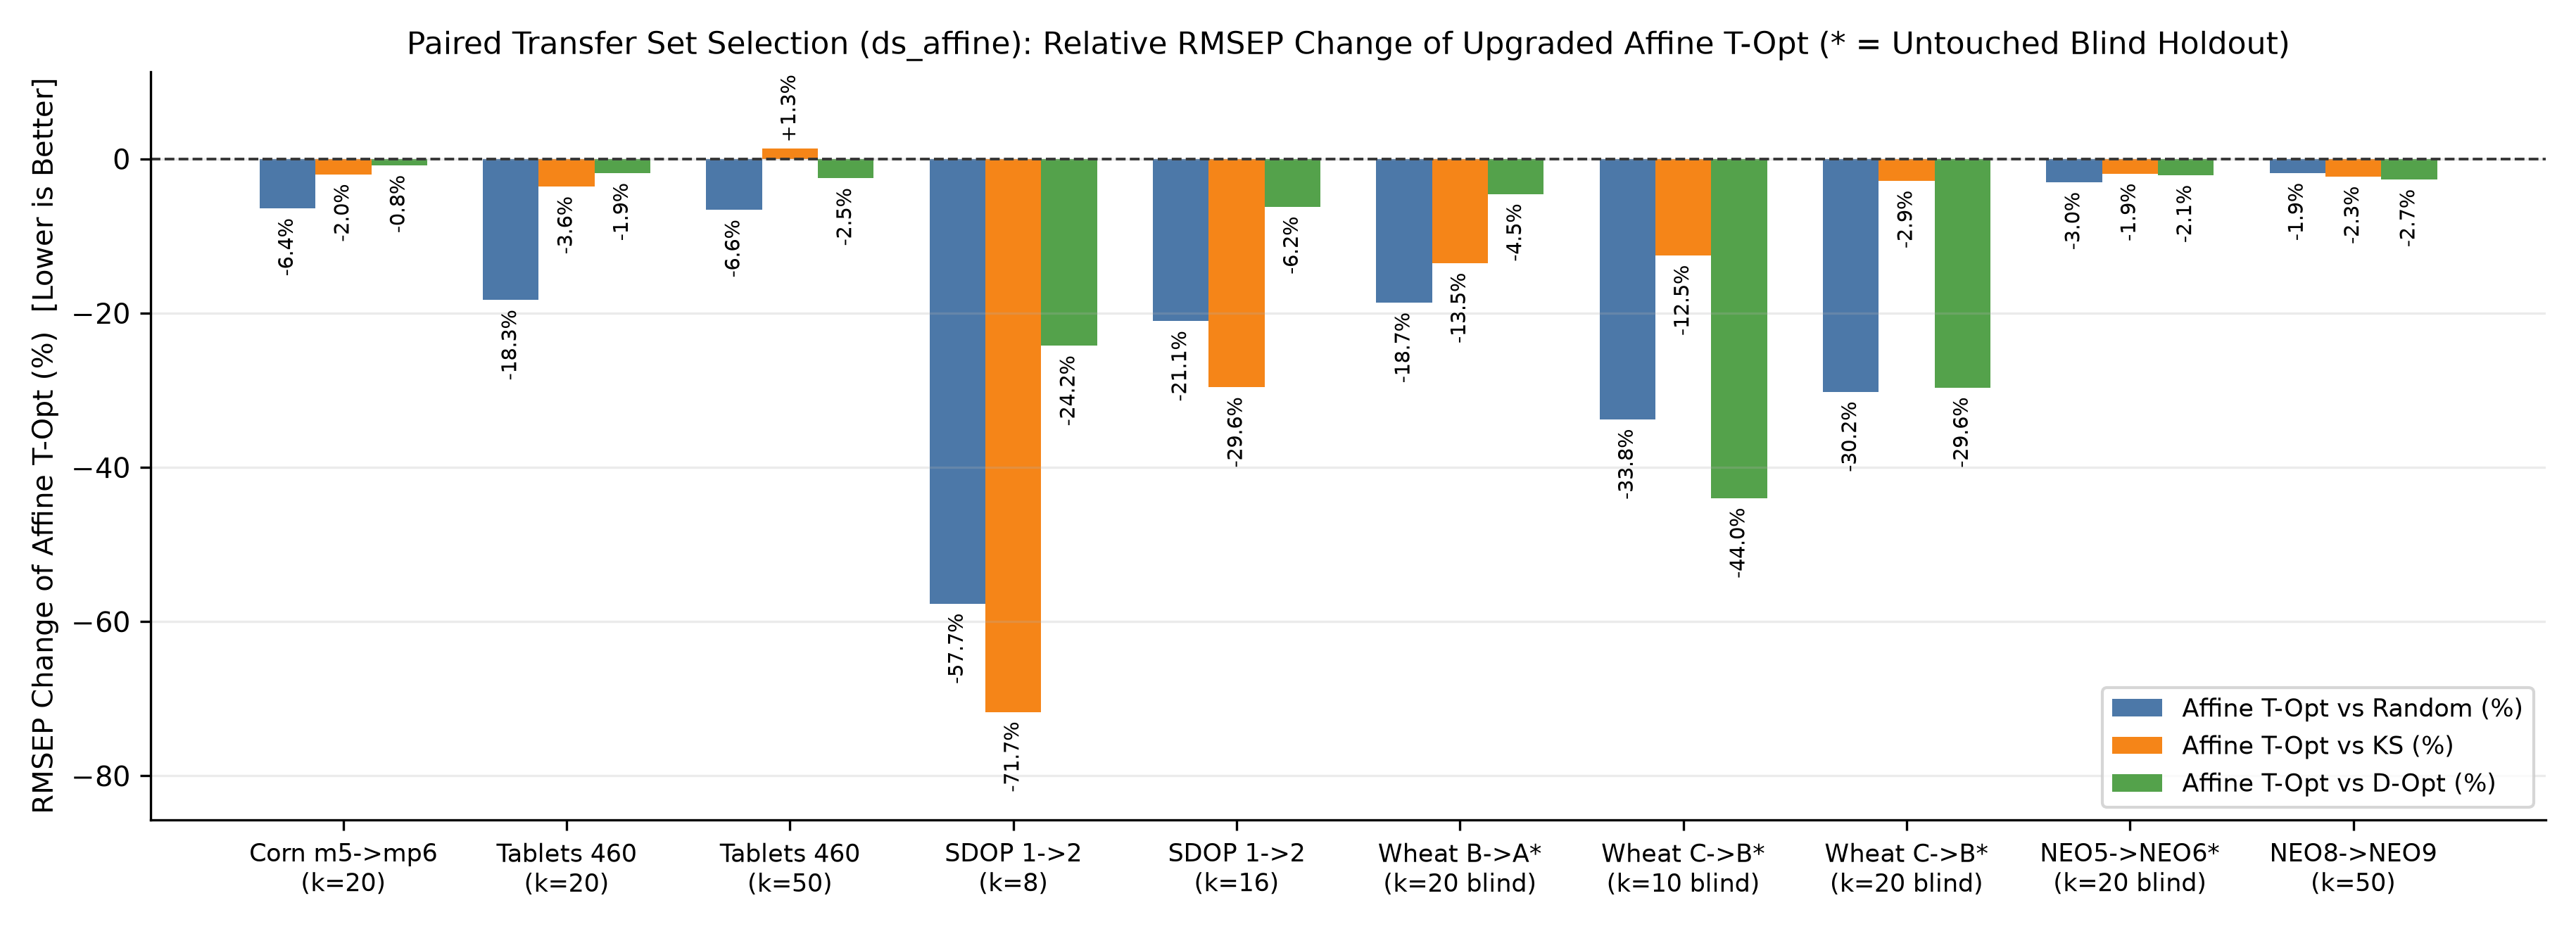 Paired Transfer Set Selection (ds_affine): Relative RMSEP Change of Upgraded Affine T-Opt (* = Untouched Blind Holdout)
RMSEP Change of Affine T-Opt (%)  [Lower is Better]
0
−20
−40
−60
−80
-6.4%
-2.0%
-0.8%
-18.3%
-3.6%
-1.9%
-6.6%
+1.3%
-2.5%
-57.7%
-71.7%
-24.2%
-21.1%
-29.6%
-6.2%
-18.7%
-13.5%
-4.5%
-33.8%
-12.5%
-44.0%
-30.2%
-2.9%
-29.6%
-3.0%
-1.9%
-2.1%
-1.9%
-2.3%
-2.7%
Affine T-Opt vs Random (%)
Affine T-Opt vs KS (%)
Affine T-Opt vs D-Opt (%)
Corn m5->mp6
(k=20)
Tablets 460
(k=20)
Tablets 460
(k=50)
SDOP 1->2
(k=8)
SDOP 1->2
(k=16)
Wheat B->A*
(k=20 blind)
Wheat C->B*
(k=10 blind)
Wheat C->B*
(k=20 blind)
NEO5->NEO6*
(k=20 blind)
NEO8->NEO9
(k=50)